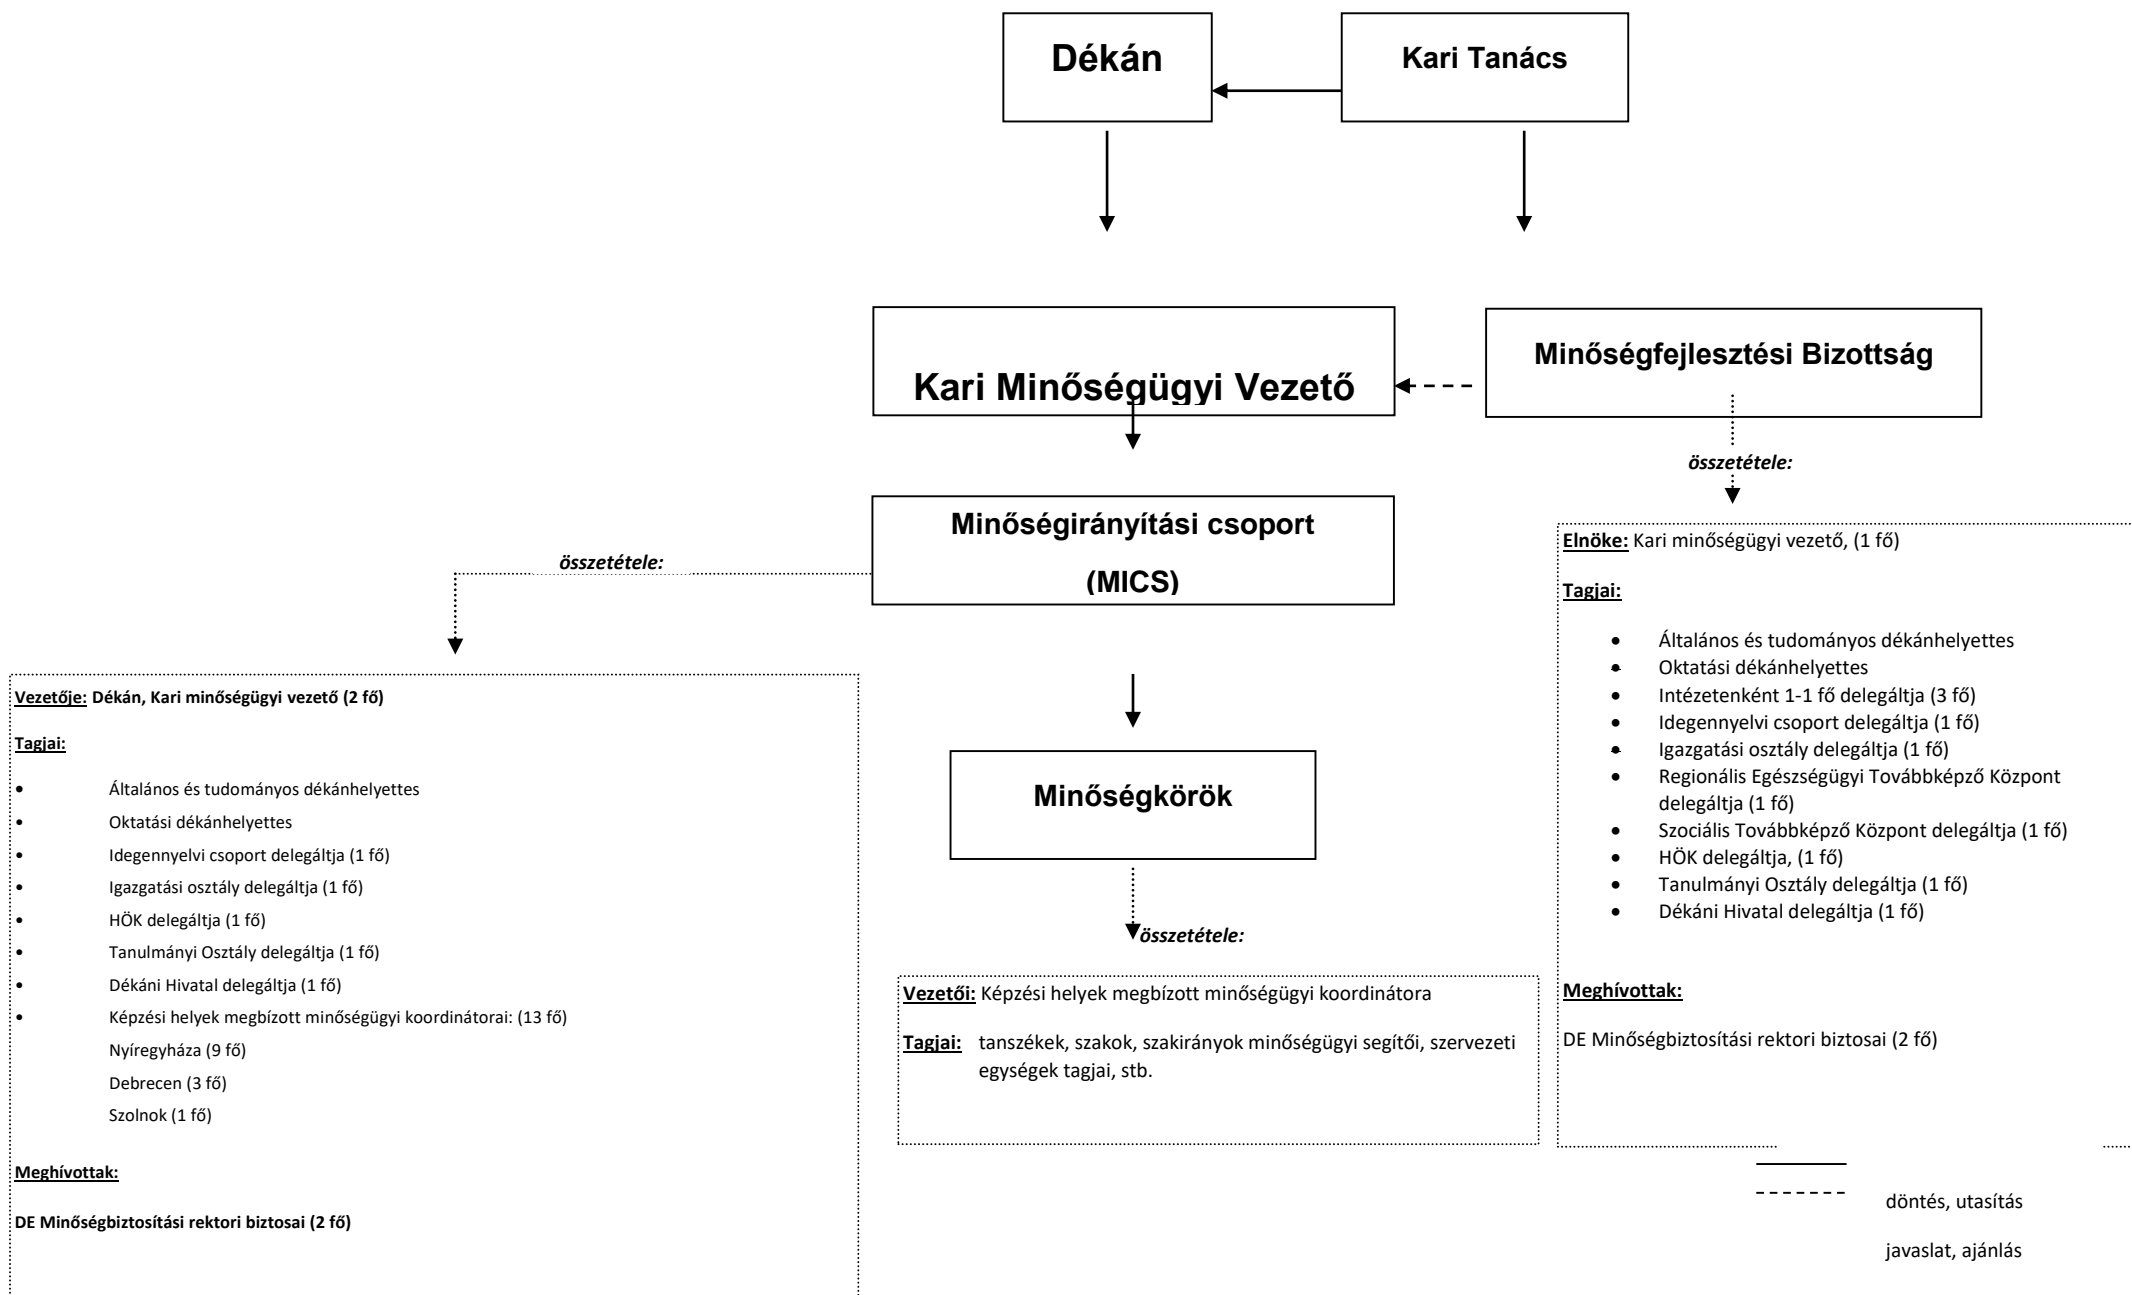 Dékán
Kari Tanács
Kari Minőségügyi Vezető
Minőségfejlesztési Bizottság
összetétele:
Minőségirányítási csoport
(MICS)
összetétele:
Elnöke: Kari minőségügyi vezető, (1 fő)
Tagjai:
• Általános és tudományos dékánhelyettes
• Oktatási dékánhelyettes
• Intézetenként 1-1 fő delegáltja (3 fő)
• Idegennyelvi csoport delegáltja (1 fő)
• Igazgatási osztály delegáltja (1 fő)
• Regionális Egészségügyi Továbbképző Központ
delegáltja (1 fő)
• Szociális Továbbképző Központ delegáltja (1 fő)
• HÖK delegáltja, (1 fő)
• Tanulmányi Osztály delegáltja (1 fő)
• Dékáni Hivatal delegáltja (1 fő)
Meghívottak:
DE Minőségbiztosítási rektori biztosai (2 fő)
Vezetője: Dékán, Kari minőségügyi vezető (2 fő)
Tagjai:
• Általános és tudományos dékánhelyettes
• Oktatási dékánhelyettes
• Idegennyelvi csoport delegáltja (1 fő)
• Igazgatási osztály delegáltja (1 fő)
• HÖK delegáltja (1 fő)
• Tanulmányi Osztály delegáltja (1 fő)
• Dékáni Hivatal delegáltja (1 fő)
• Képzési helyek megbízott minőségügyi koordinátorai: (13 fő)
Nyíregyháza (9 fő)
Debrecen (3 fő)
Szolnok (1 fő)
Meghívottak:
DE Minőségbiztosítási rektori biztosai (2 fő)
Minőségkörök
összetétele:
Vezetői: Képzési helyek megbízott minőségügyi koordinátora
Tagjai: tanszékek, szakok, szakirányok minőségügyi segítői, szervezeti
egységek tagjai, stb.
döntés, utasítás
javaslat, ajánlás